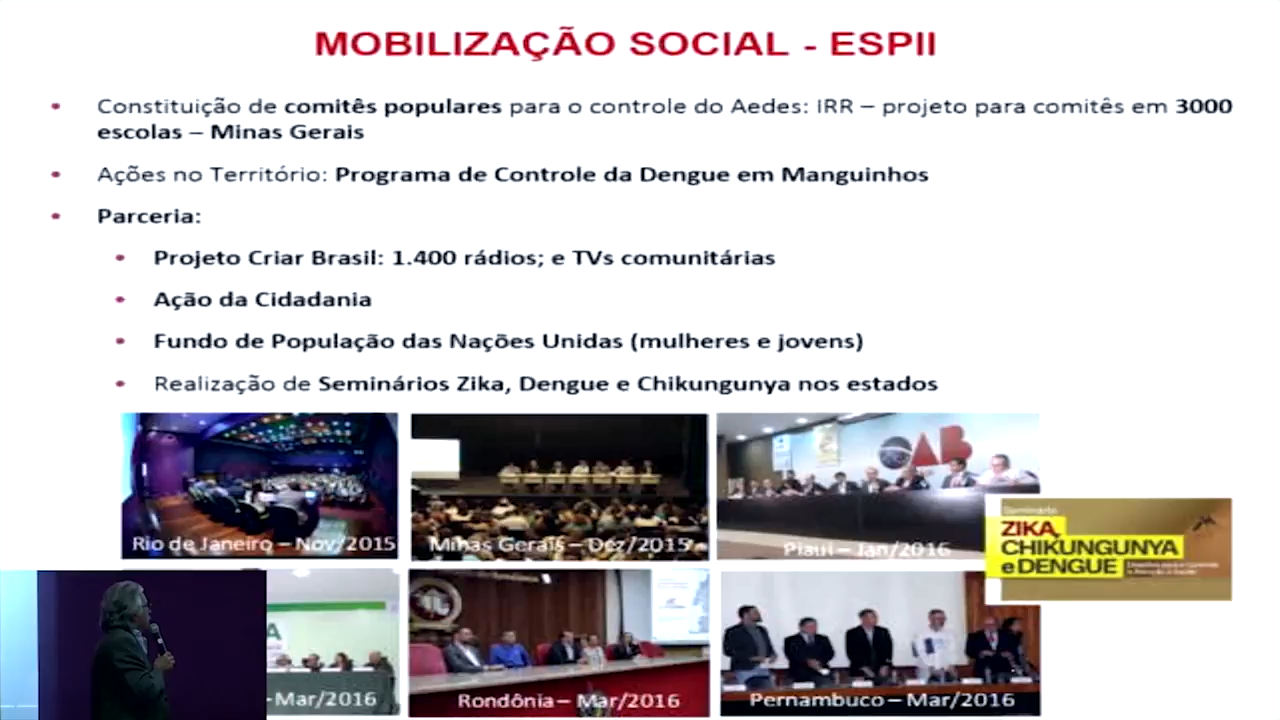 MOBILIZAÇÃO SOCIAL - ESPII
• Constituição de comitês populares para o controle do Aedes: IRR – projeto para comitês em 3000
escolas – Minas Gerais
• Ações no Território: Programa de Controle da Dengue em Manguinhos
• Parceria:
• Projeto Criar Brasil: 1.400 rádios; e TVs comunitárias
• Ação da Cidadania
• Fundo de População das Nações Unidas (mulheres e jovens)
• Realização de Seminários Zika, Dengue e Chikungunya nos estados
OAB
Rio de Janeiro – Nov/2015
Minas Gerais – Dez/2015
Piauí – Jan/2016
Seminário
ZIKA,
CHIKUNGUNYA
e DENGUE
A
- Mar/2016
Rondônia – Mar/2016
Pernambuco – Mar/2016